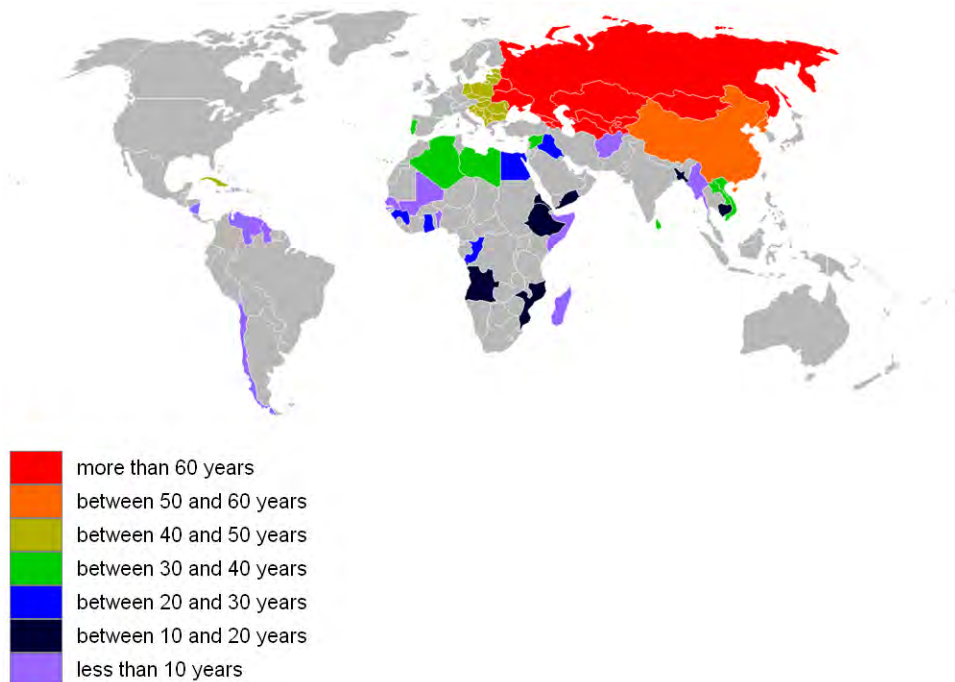 more than 60 years
between 50 and 60 years
between 40 and 50 years
between 30 and 40 years
between 20 and 30 years
between 10 and 20 years
less than 10 years